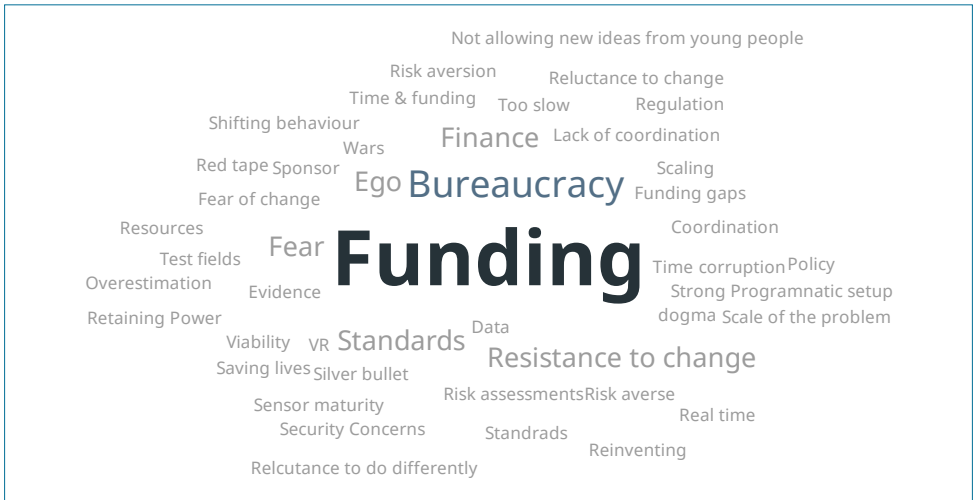 Not allowing new ideas from young people
Risk aversion
Reluctance to change
Time & funding
Too slow
Regulation
Shifting behaviour
Finance
Lack of coordination
Wars
Red tape
Sponsor
Ego
Bureaucracy
Scaling
Funding gaps
Fear of change
Resources
Fear
Funding
Coordination
Test fields
Time corruption
Policy
Overestimation
Evidence
Strong Programnatic setup
Retaining Power
dogma
Scale of the problem
Viability
VR
Standards
Data
Resistance to change
Saving lives
Silver bullet
Risk assessments
Risk averse
Sensor maturity
Real time
Security Concerns
Standrads
Reinventing
Relcutance to do differently